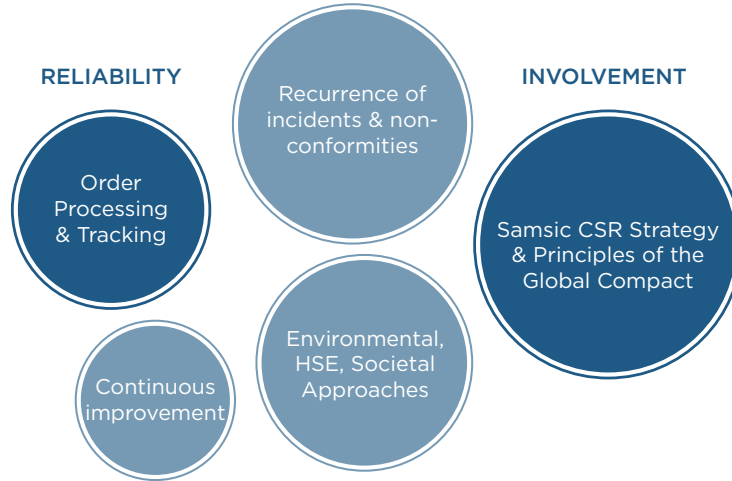 RELIABILITY
Order
Processing
& Tracking
Continuous
improvement
Recurrence of
incidents & non-
conformities
Environmental,
HSE, Societal
Approaches
INVOLVEMENT
Samsic CSR Strategy
& Principles of the
Global Compact